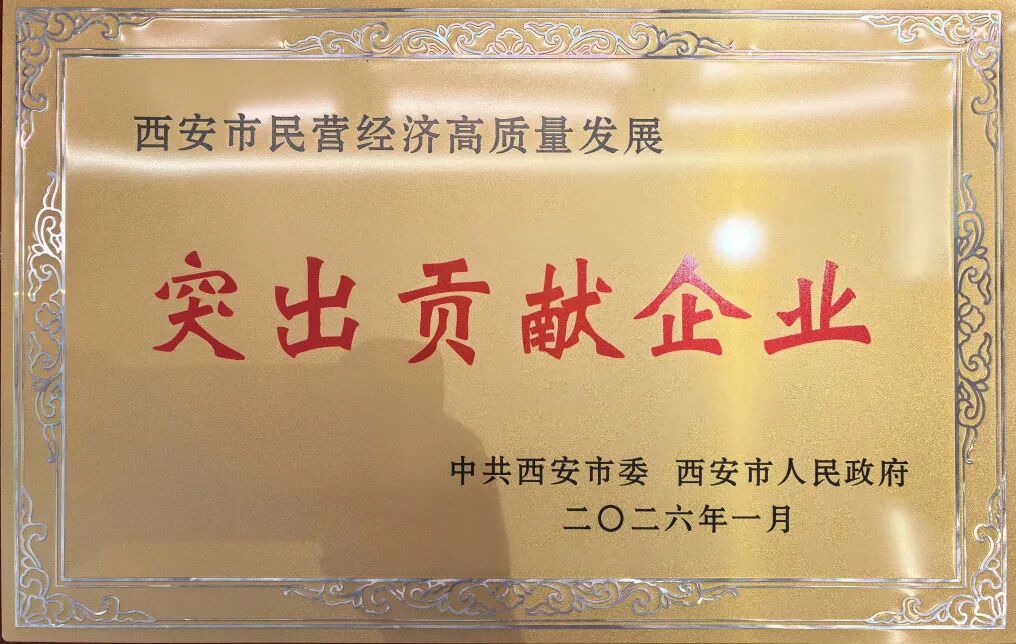 西安市民营经济高质量发展
突出贡献企业
中共西安市委 西安市人民政府
二〇二六年一月